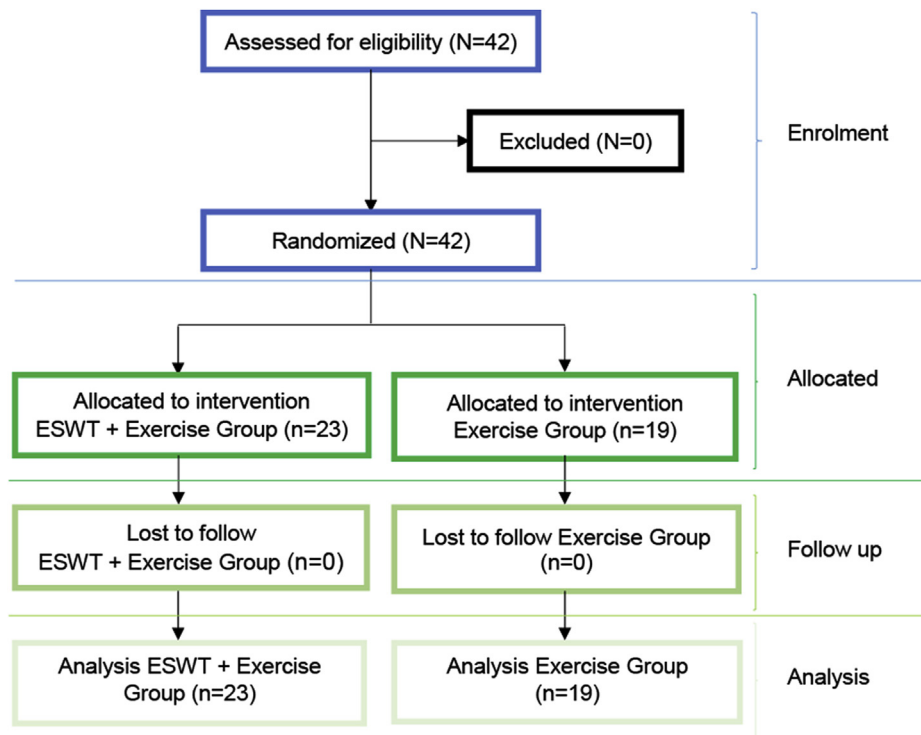 Assessed for eligibility (N=42)
Excluded (N=0)
Enrolment
Randomized (N=42)
Allocated to intervention
ESWT + Exercise Group (n=23)
Allocated to intervention
Exercise Group (n=19)
Allocated
Lost to follow
ESWT + Exercise Group (n=0)
Lost to follow Exercise Group
(n=0)
Follow up
Analysis ESWT + Exercise
Group (n=23)
Analysis Exercise Group
(n=19)
Analysis